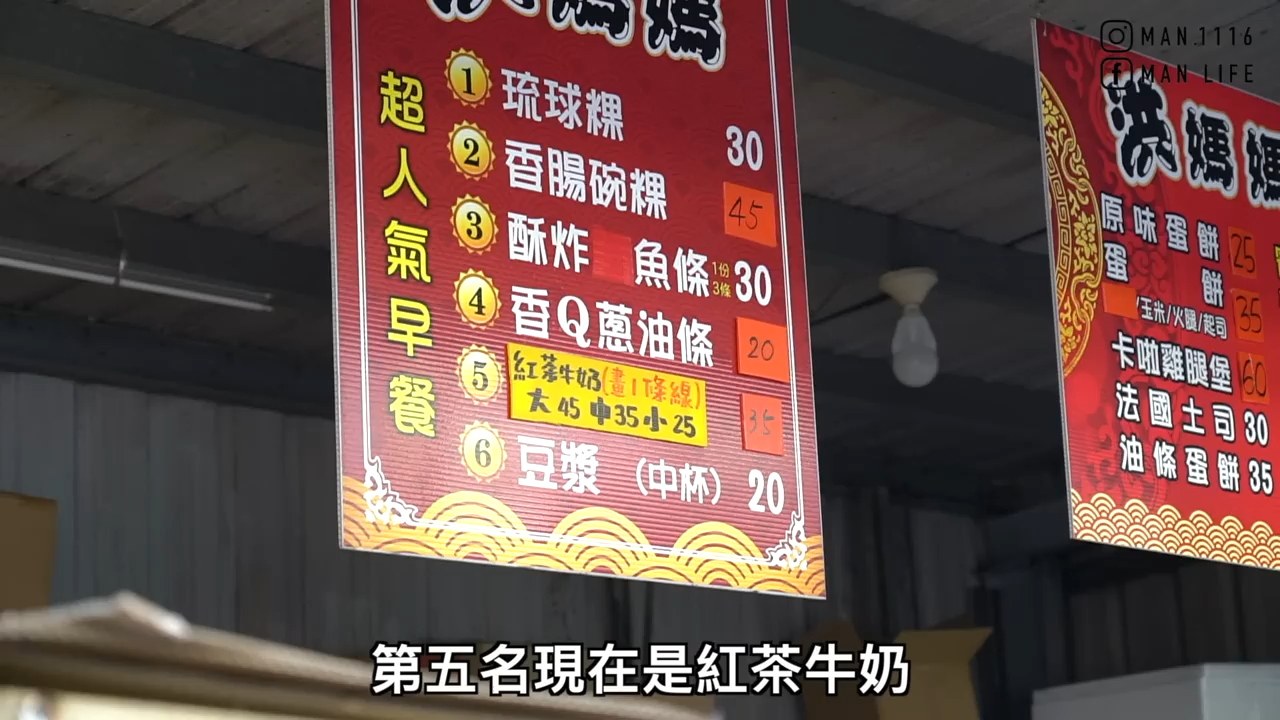 MAN.1116
MAN LIFE
洪媽媽
超人氣早餐
1 琉球粿 30
2 香腸碗粿 45
3 酥炸 魚條 1份3條 30
4 香Q蔥油條 20
5 紅茶牛奶(畫1條線) 35
大45 中35 小25
6 豆漿 (中杯) 20
洪媽媽
原味蛋餅 25
蛋餅 35
/玉米/火腿/起司
卡啦雞腿堡 60
法國土司 30
油條蛋餅 35
第五名現在是紅茶牛奶